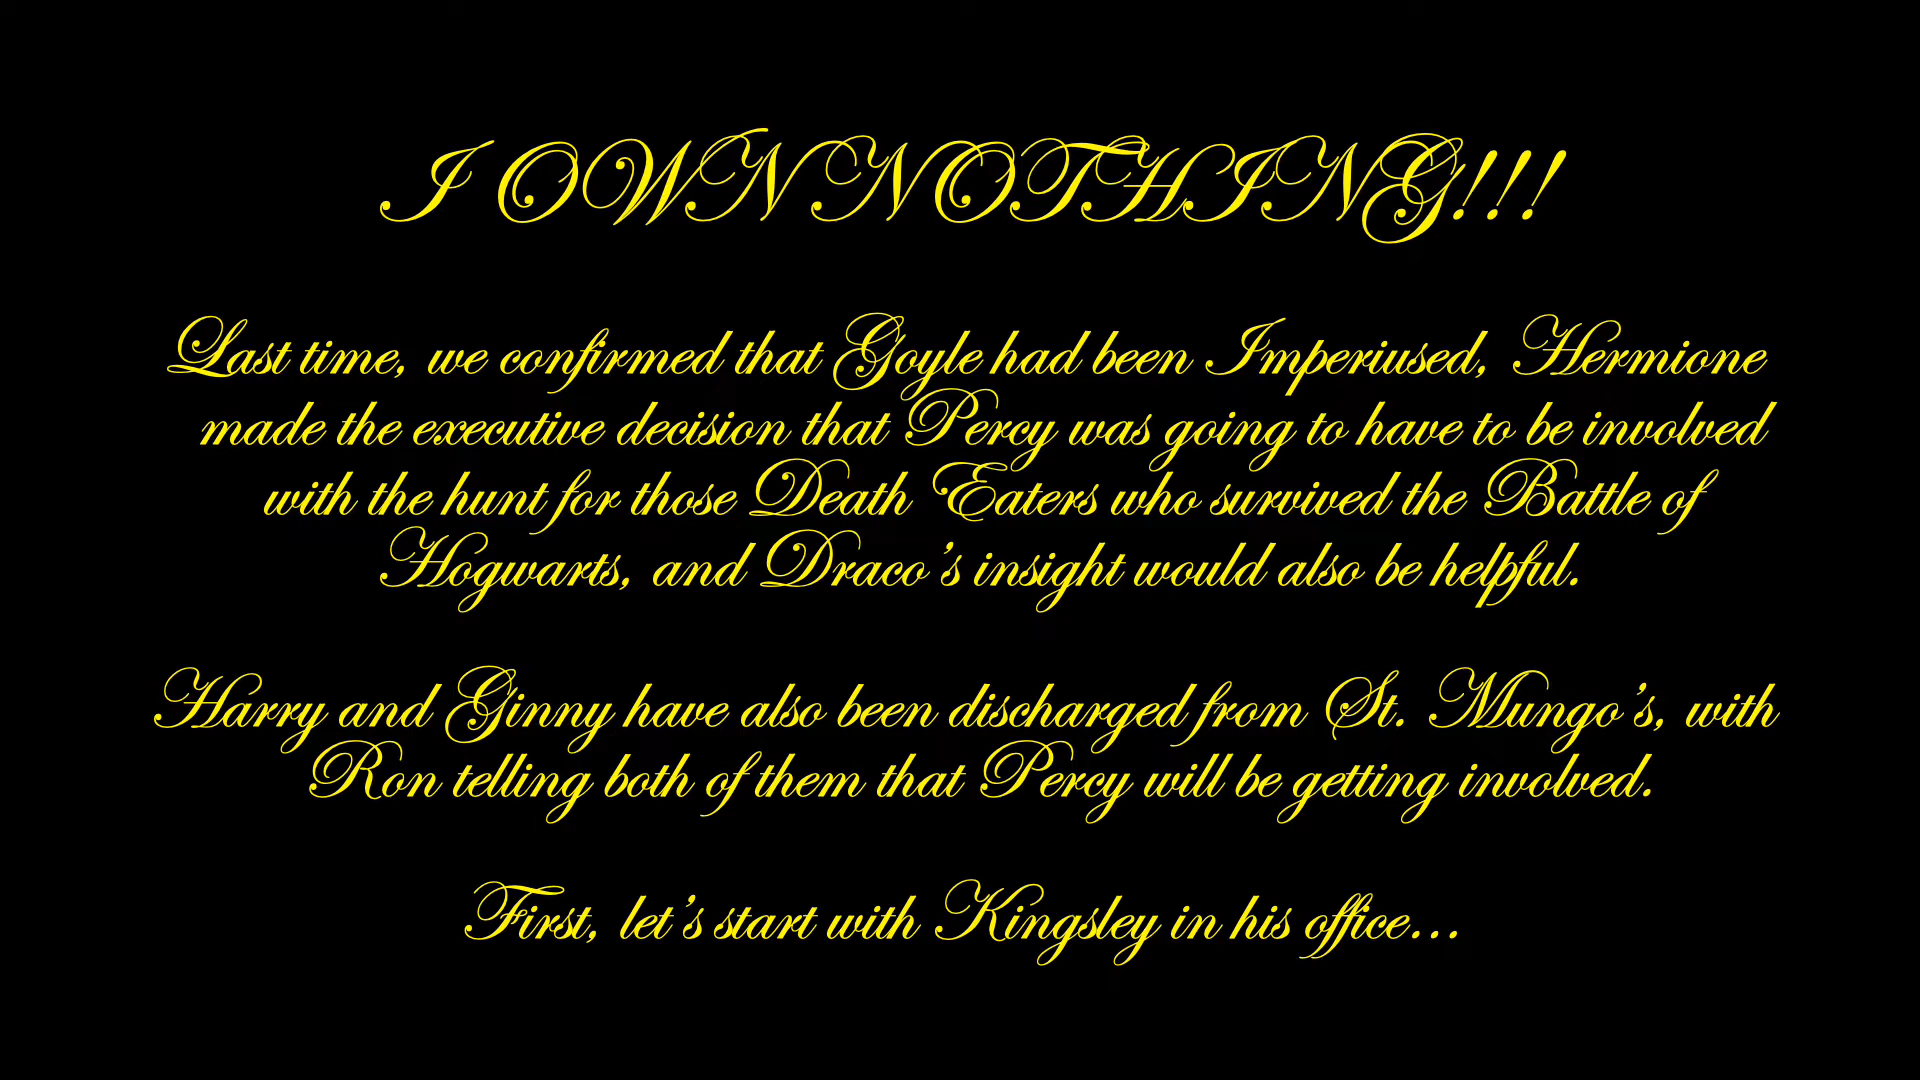 I OWN NOTHING!!!
Last time, we confirmed that Goyle had been Imperiused, Hermione
made the executive decision that Percy was going to have to be involved
with the hunt for those Death Eaters who survived the Battle of
Hogwarts, and Draco's insight would also be helpful.
Harry and Ginny have also been discharged from St. Mungo's, with
Ron telling both of them that Percy will be getting involved.
First, let's start with Kingsley in his office...